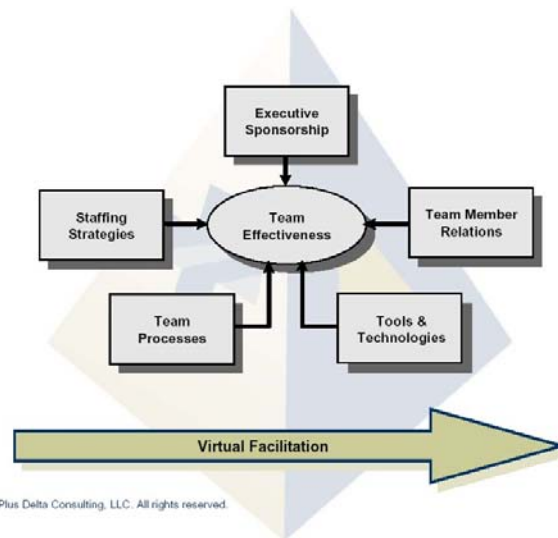 Executive
Sponsorship
Staffing
Strategies
Team
Effectiveness
Team Member
Relations
Team
Processes
Tools &
Technologies
Virtual Facilitation
Plus Delta Consulting, LLC. All rights reserved.